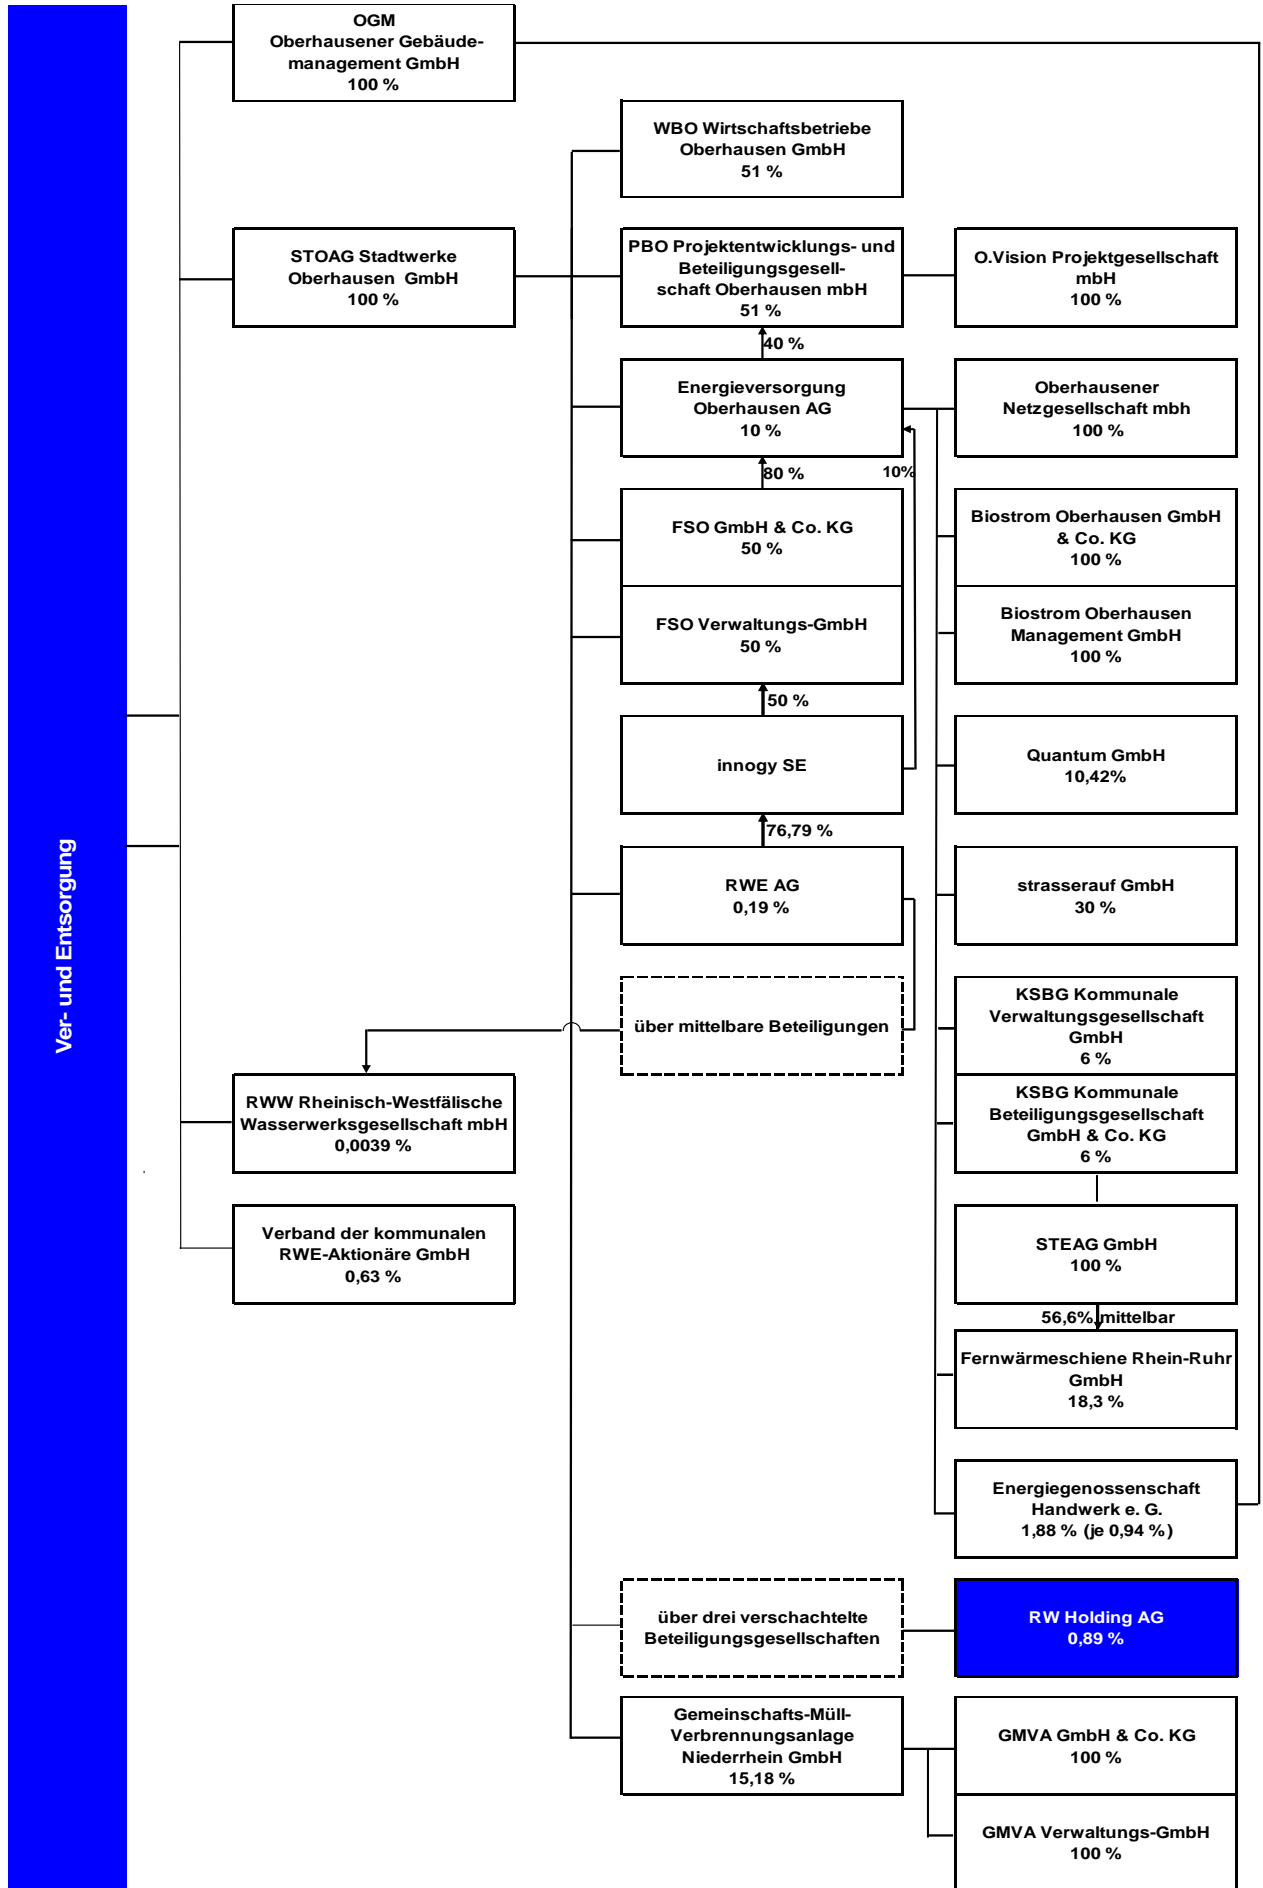 Ver- und Entsorgung
OGM
Oberhausener Gebäude-
management GmbH
100 %
WBO Wirtschaftsbetriebe
Oberhausen GmbH
51 %
STOAG Stadtwerke
Oberhausen GmbH
100 %
PBO Projektentwicklungs- und
Beteiligungsgesell-
schaft Oberhausen mbH
51 %
O.Vision Projektgesellschaft
mbH
100 %
40 %
Energieversorgung
Oberhausen AG
10 %
Oberhausener
Netzgesellschaft mbh
100 %
80 %
10%
FSO GmbH & Co. KG
50 %
Biostrom Oberhausen GmbH
& Co. KG
100 %
FSO Verwaltungs-GmbH
50 %
Biostrom Oberhausen
Management GmbH
100 %
50 %
innogy SE
Quantum GmbH
10,42%
76,79 %
RWE AG
0,19 %
strasserauf GmbH
30 %
über mittelbare Beteiligungen
KSBG Kommunale
Verwaltungsgesellschaft
GmbH
6 %
RWW Rheinisch-Westfälische
Wasserwerksgesellschaft mbH
0,0039 %
KSBG Kommunale
Beteiligungsgesellschaft
GmbH & Co. KG
6 %
Verband der kommunalen
RWE-Aktionäre GmbH
0,63 %
STEAG GmbH
100 %
56,6% mittelbar
Fernwärmeschiene Rhein-Ruhr
GmbH
18,3 %
Energiegenossenschaft
Handwerk e. G.
1,88 % (je 0,94 %)
über drei verschachtelte
Beteiligungsgesellschaften
RW Holding AG
0,89 %
Gemeinschafts-Müll-
Verbrennungsanlage
Niederrhein GmbH
15,18 %
GMVA GmbH & Co. KG
100 %
GMVA Verwaltungs-GmbH
100 %